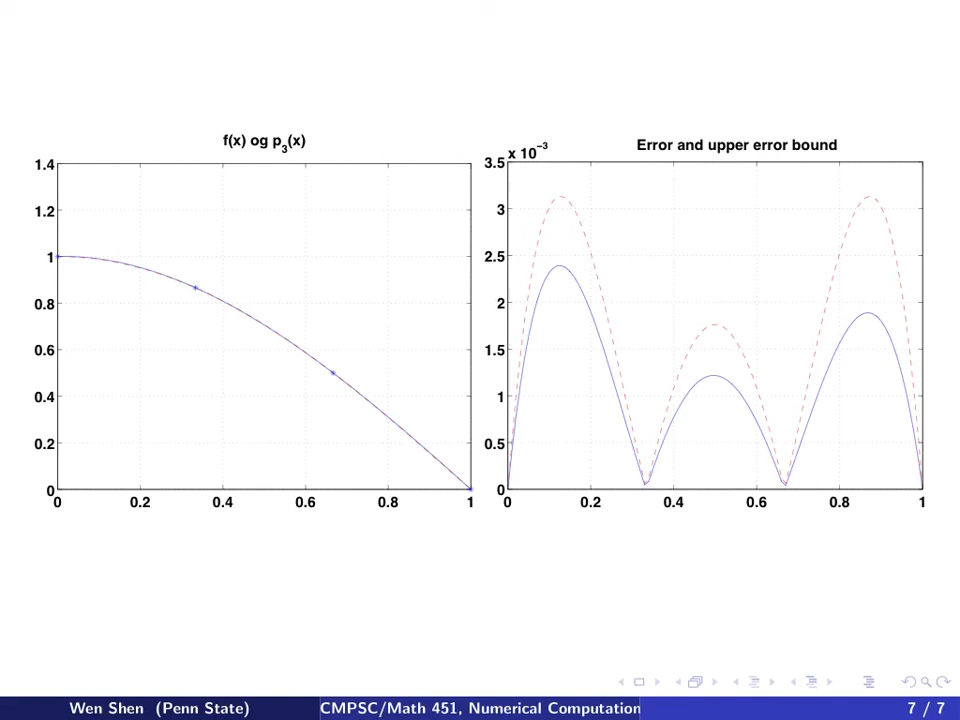 f(x) og p3(x)
1.4
1.2
1
0.8
0.6
0.4
0.2
0
0 0.2 0.4 0.6 0.8 1
Error and upper error bound
x 10−3
3.5
3
2.5
2
1.5
1
0.5
0
0 0.2 0.4 0.6 0.8 1
Wen Shen (Penn State) CMPSC/Math 451, Numerical Computation 7 / 7